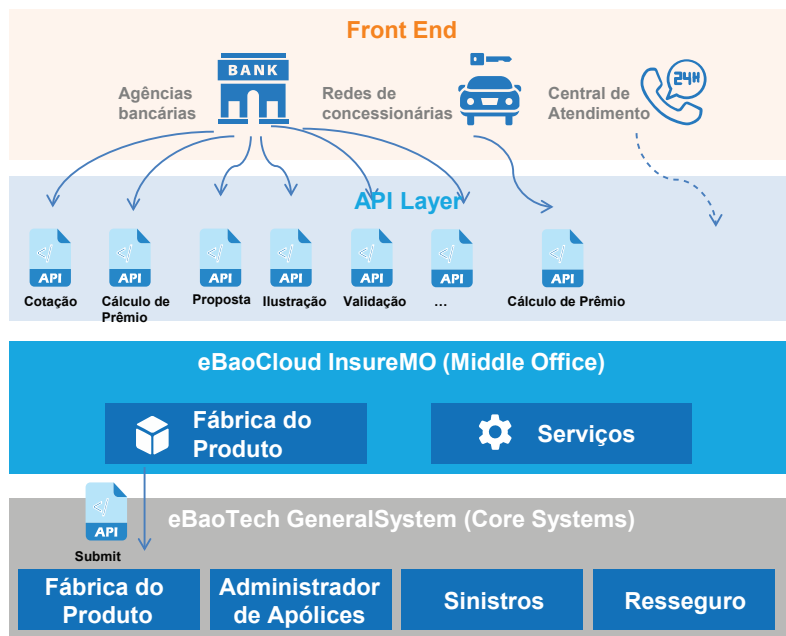 Front End
BANK
24H
Agências
bancárias
Redes de
concessionárias
Central de
Atendimento
API Layer
</>
</>
</>
</>
</>
</>
</>
API
API
API
API
API
API
API
Cotação
Cálculo de
Prêmio
Proposta
Ilustração
Validação
...
Cálculo de Prêmio
eBaoCloud InsureMO (Middle Office)
Fábrica do
Produto
Serviços
</>
API
Submit
eBaoTech GeneralSystem (Core Systems)
Fábrica do
Produto
Administrador
de Apólices
Sinistros
Resseguro